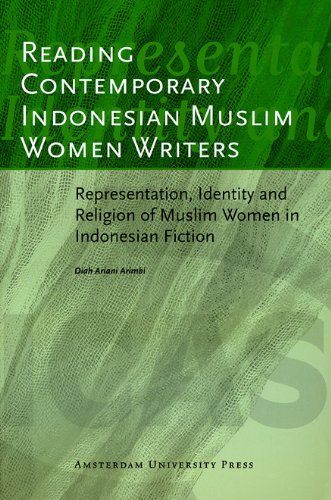 READING
CONTEMPORARY
INDONESIAN MUSLIM
WOMEN WRITERS
Representation, Identity and
Religion of Muslim Women in
Indonesian Fiction
Diah Ariani Arimbi
ICAS
AMSTERDAM UNIVERSITY PRESS